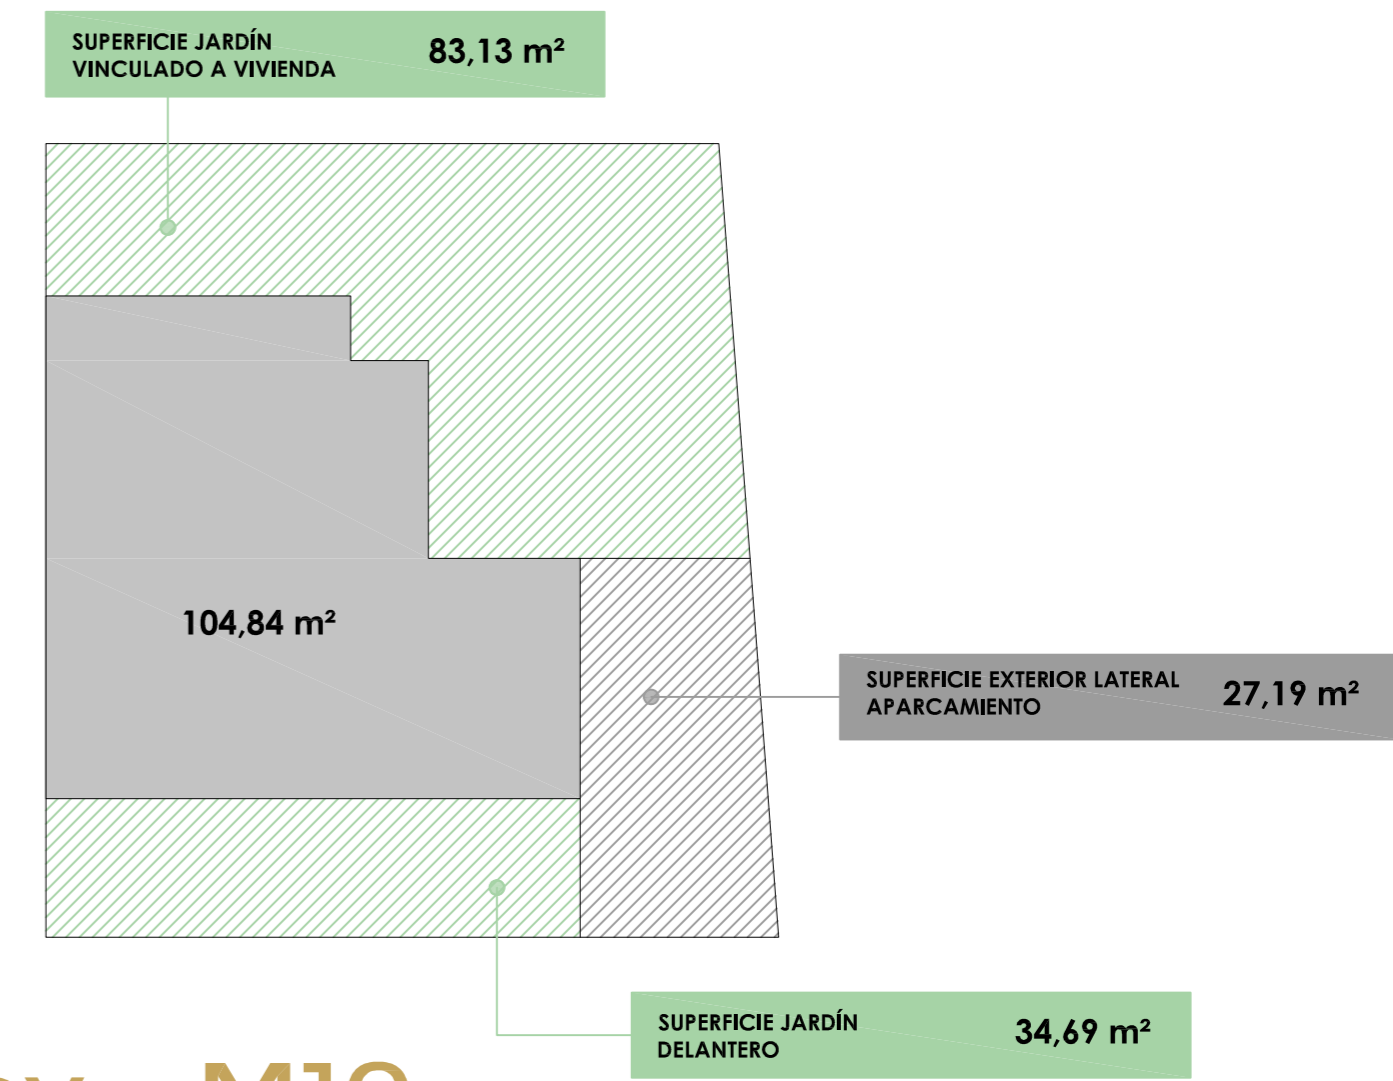 SUPERFICIE JARDÍN
VINCULADO A VIVIENDA
83,13 m²
104,84 m²
SUPERFICIE EXTERIOR LATERAL
APARCAMIENTO
27,19 m²
SUPERFICIE JARDÍN
DELANTERO
34,69 m²